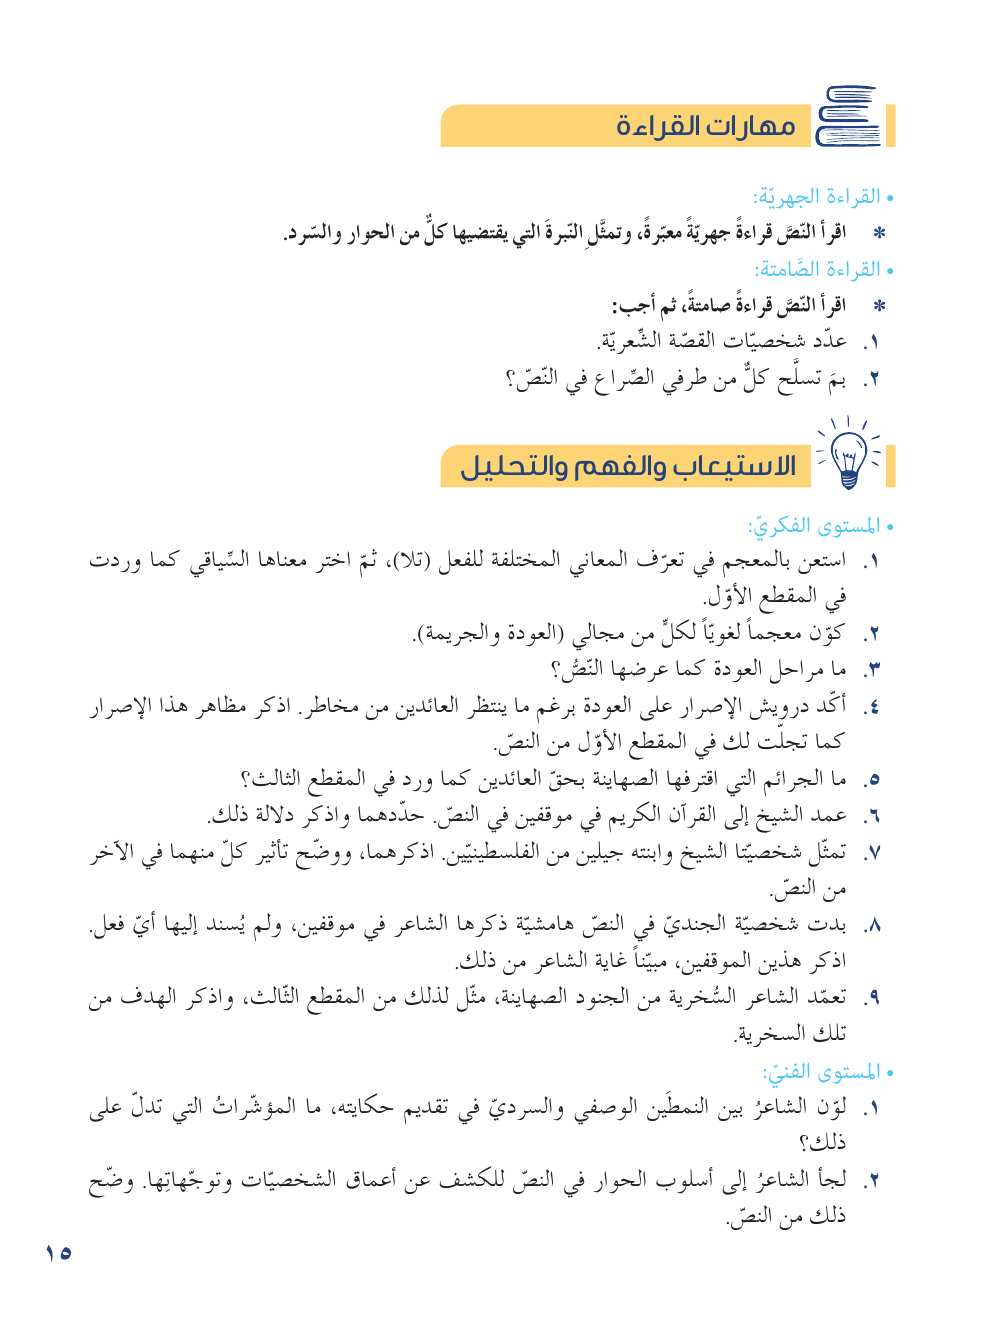 مهارات القراءة
• القراءة الجهريّة:
* اقرأ النّصَّ قراءةً جهريّةً معبّرةً، وتمثَّلِ النّبرةَ التي يقتضيها كلٌّ من الحوار والسّرد.
• القراءة الصَّامتة:
* اقرأ النّصَّ قراءةً صامتةً، ثم أجب:
١. عدّد شخصيّات القصّة الشِّعريّة.
٢. بمَ تسلَّح كلٌّ من طرفي الصِّراع في النّصّ؟
الاستيعاب والفهم والتحليل
• المستوى الفكريّ:
١. استعن بالمعجم في تعرّف المعاني المختلفة للفعل (تلا)، ثمّ اختر معناها السِّياقي كما وردت
في المقطع الأوّل.
٢. كوّن معجماً لغويّاً لكلٍّ من مجالي (العودة والجريمة).
٣. ما مراحل العودة كما عرضها النّصُّ؟
٤. أكّد درويش الإصرار على العودة برغم ما ينتظر العائدين من مخاطر. اذكر مظاهر هذا الإصرار
كما تجلّت لك في المقطع الأوّل من النصّ.
٥. ما الجرائم التي اقترفها الصهاينة بحقّ العائدين كما ورد في المقطع الثالث؟
٦. عمد الشيخ إلى القرآن الكريم في موقفين في النصّ. حدّدهما واذكر دلالة ذلك.
٧. تمثّل شخصيّتا الشيخ وابنته جيلين من الفلسطينيّين. اذكرهما، ووضّح تأثير كلّ منهما في الآخر
من النصّ.
٨. بدت شخصيّة الجنديّ في النصّ هامشيّة ذكرها الشاعر في موقفين، ولم يُسند إليها أيّ فعل.
اذكر هذين الموقفين، مبيّناً غاية الشاعر من ذلك.
٩. تعمّد الشاعر السُّخرية من الجنود الصهاينة، مثّل لذلك من المقطع الثّالث، واذكر الهدف من
تلك السخرية.
• المستوى الفنيّ:
١. لوّن الشاعرُ بين النمطَين الوصفي والسرديّ في تقديم حكايته، ما المؤشّراتُ التي تدلّ على
ذلك؟
٢. لجأ الشاعرُ إلى أسلوب الحوار في النصّ للكشف عن أعماق الشخصيّات وتوجّهاتِها. وضّح
ذلك من النصّ.
١٥